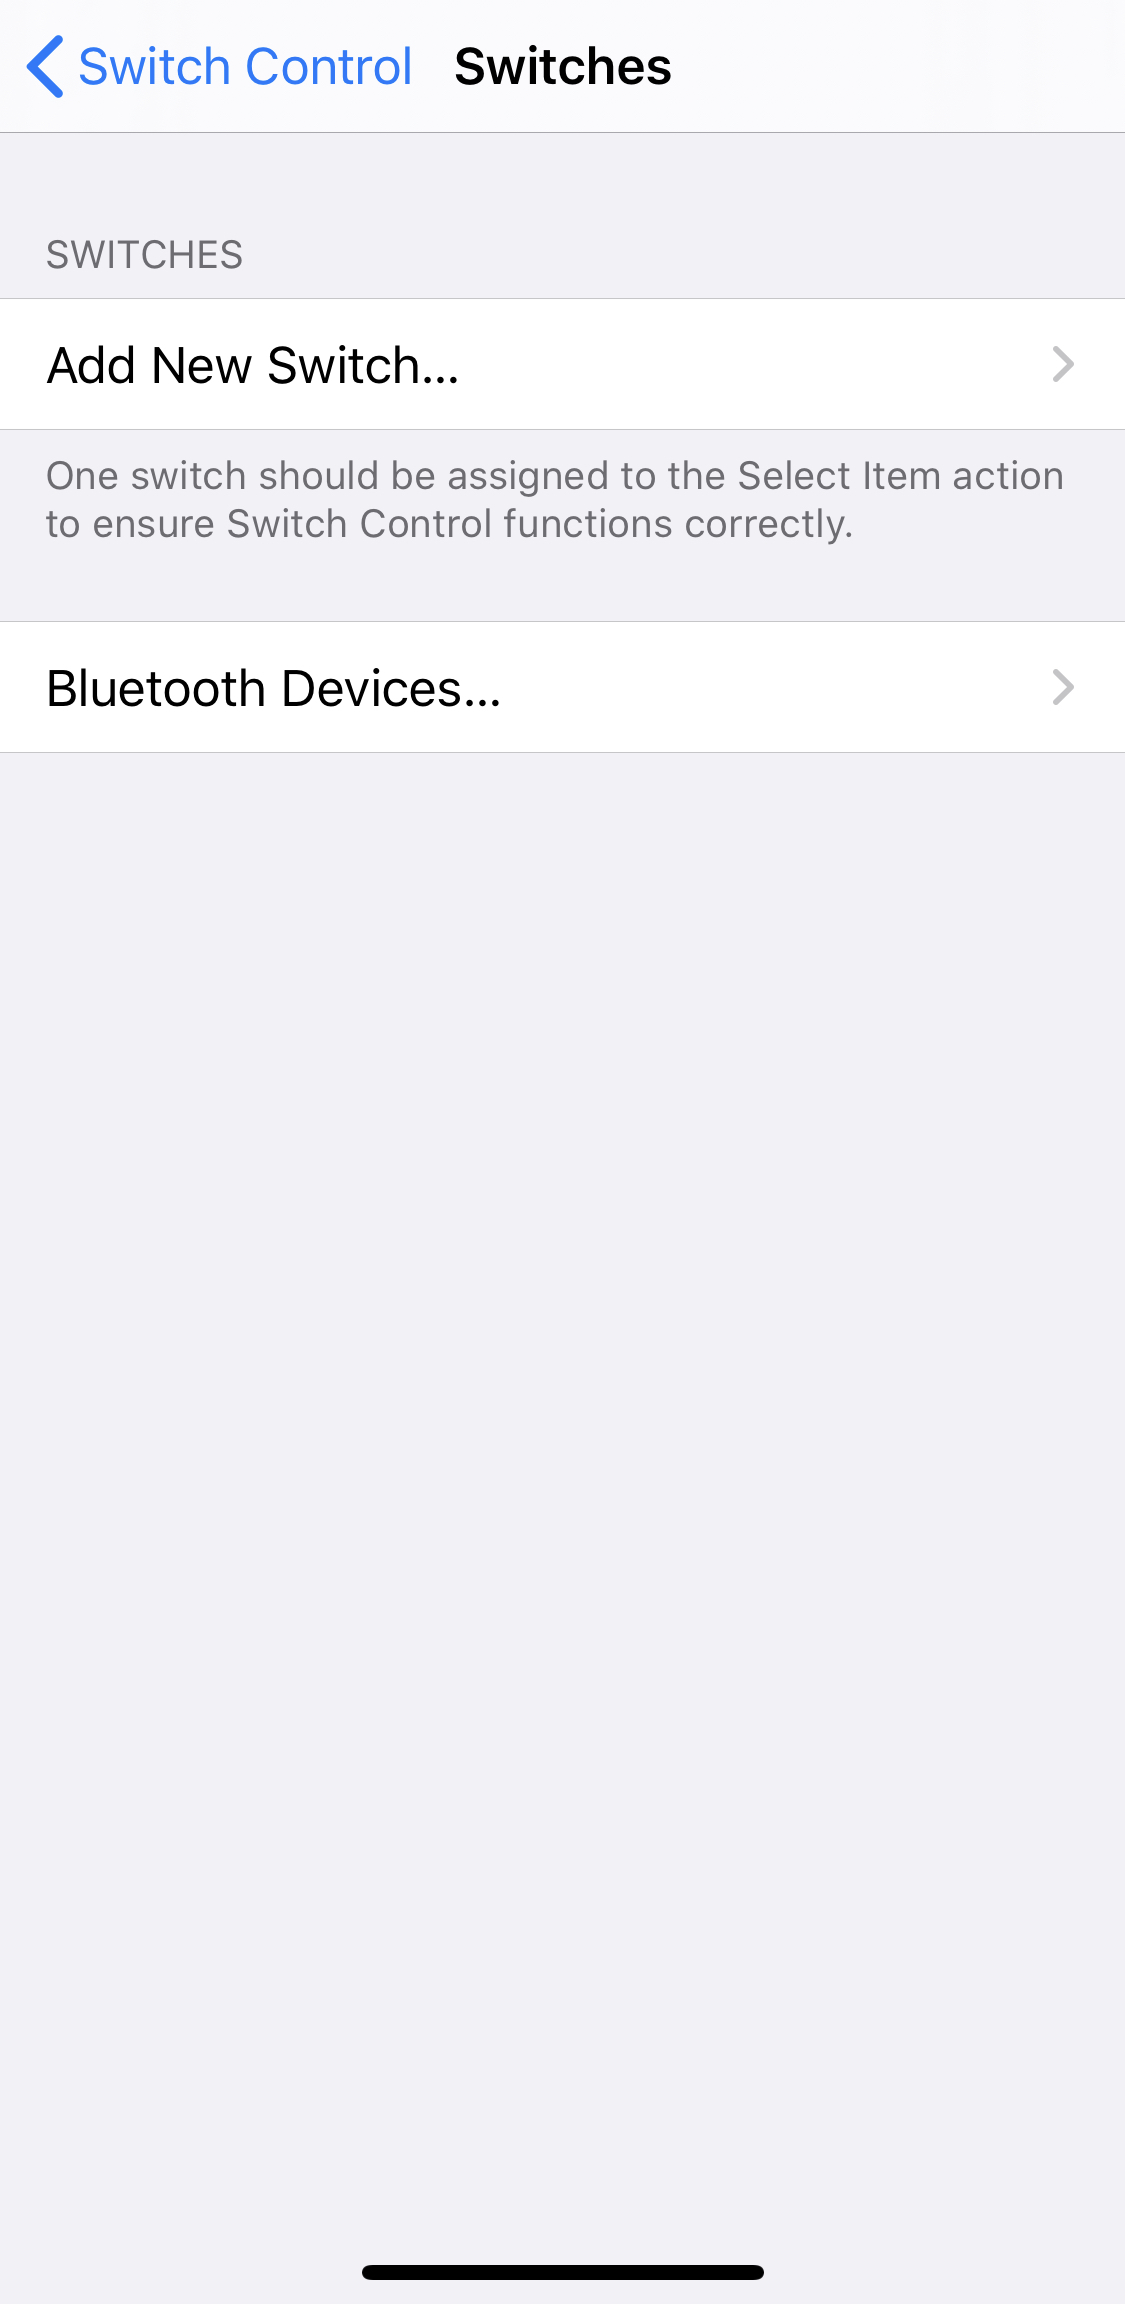 Switch Control Switches
SWITCHES
Add New Switch...
One switch should be assigned to the Select Item action
to ensure Switch Control functions correctly.
Bluetooth Devices...